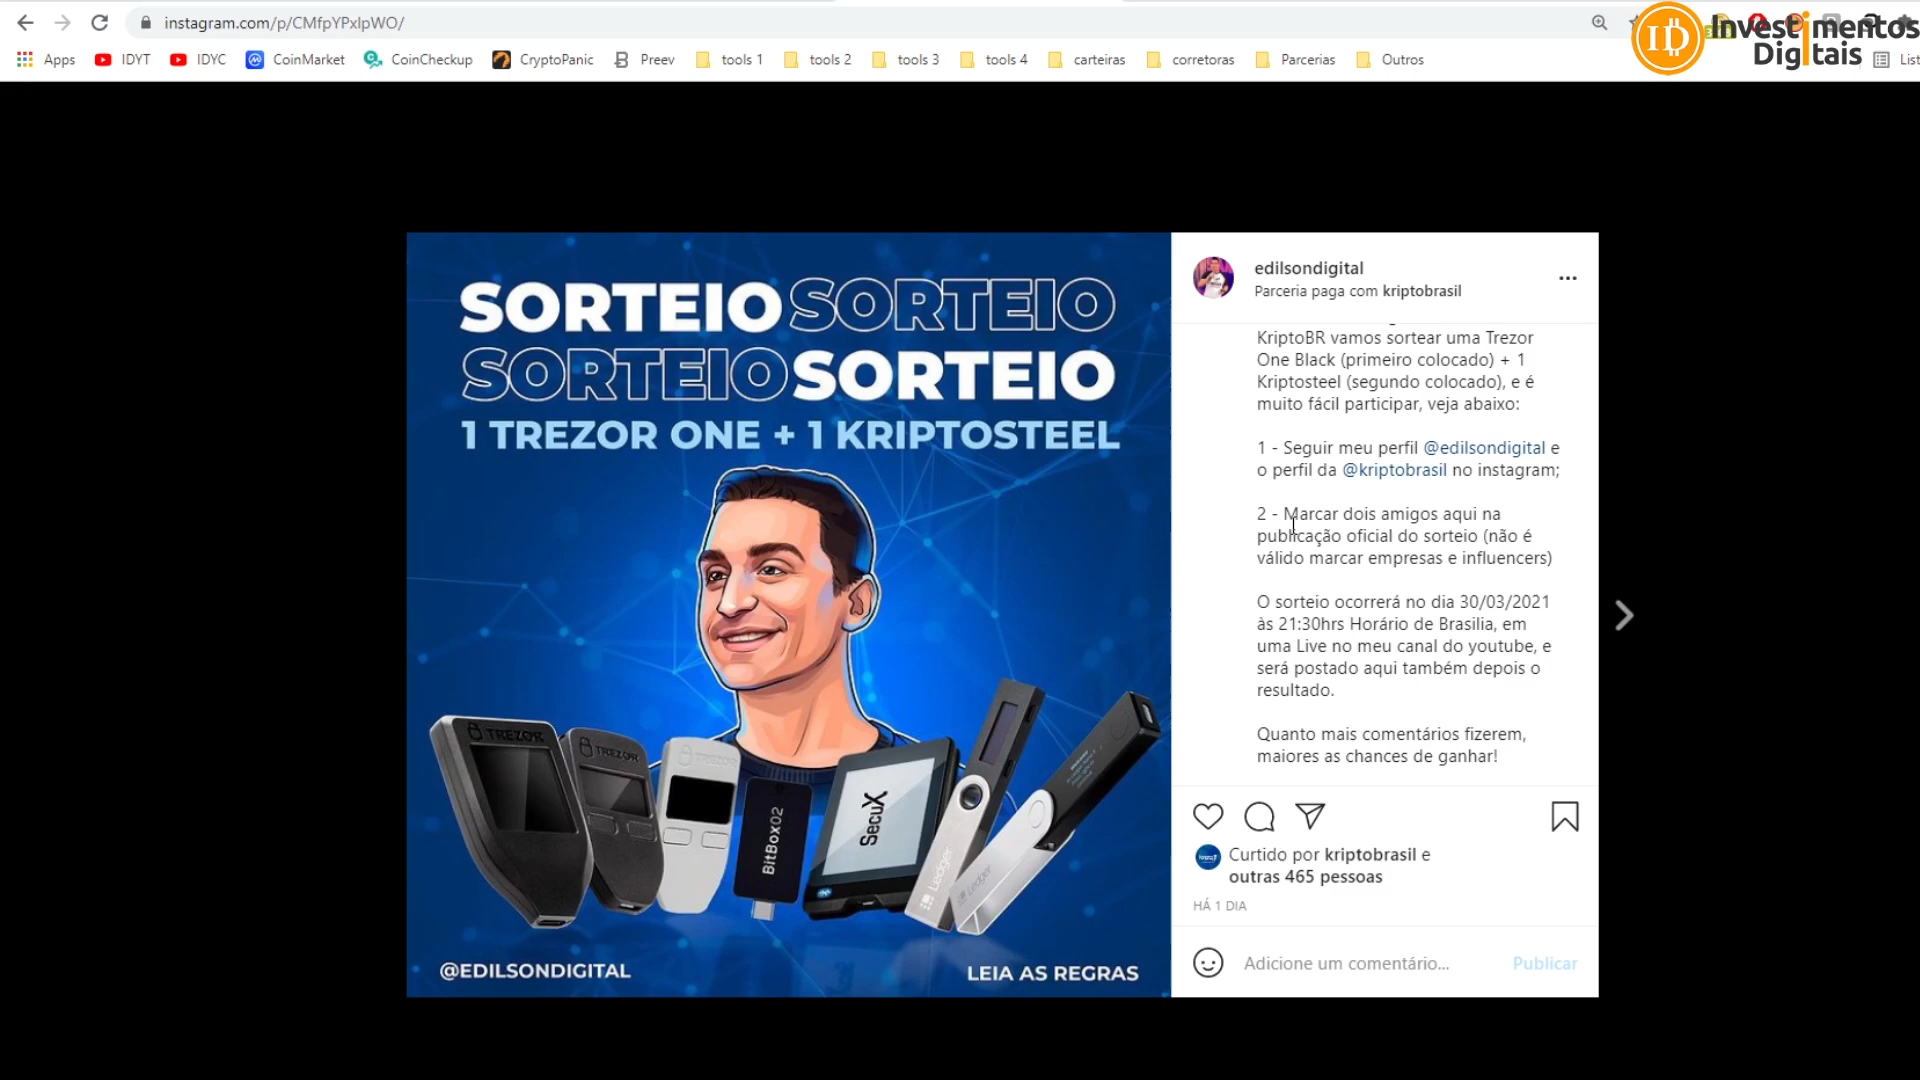 instagram.com/p/CMfpYPxlpWO/
Apps IDYT IDYC CoinMarket CoinCheckup CryptoPanic Preev tools 1 tools 2 tools 3 tools 4 carteiras corretoras Parcerias Outros
ID Investimentos
Digitais
List
SORTEIO SORTEIO
SORTEIO SORTEIO
1 TREZOR ONE + 1 KRIPTOSTEEL
TREZOR
TREZOR
TREZOR
BitBox02
SecuX
Ledger
Ledger
@EDILSONDIGITAL
LEIA AS REGRAS
edilsondigital
Parceria paga com kriptobrasil
KriptoBR vamos sortear uma Trezor
One Black (primeiro colocado) + 1
Kriptosteel (segundo colocado), e é
muito fácil participar, veja abaixo:
1 - Seguir meu perfil @edilsondigital e
o perfil da @kriptobrasil no instagram;
2 - Marcar dois amigos aqui na
publicação oficial do sorteio (não é
válido marcar empresas e influencers)
O sorteio ocorrerá no dia 30/03/2021
às 21:30hrs Horário de Brasilia, em
uma Live no meu canal do youtube, e
será postado aqui também depois o
resultado.
Quanto mais comentários fizerem,
maiores as chances de ganhar!
Curtido por kriptobrasil e
outras 465 pessoas
HÁ 1 DIA
Adicione um comentário... Publicar